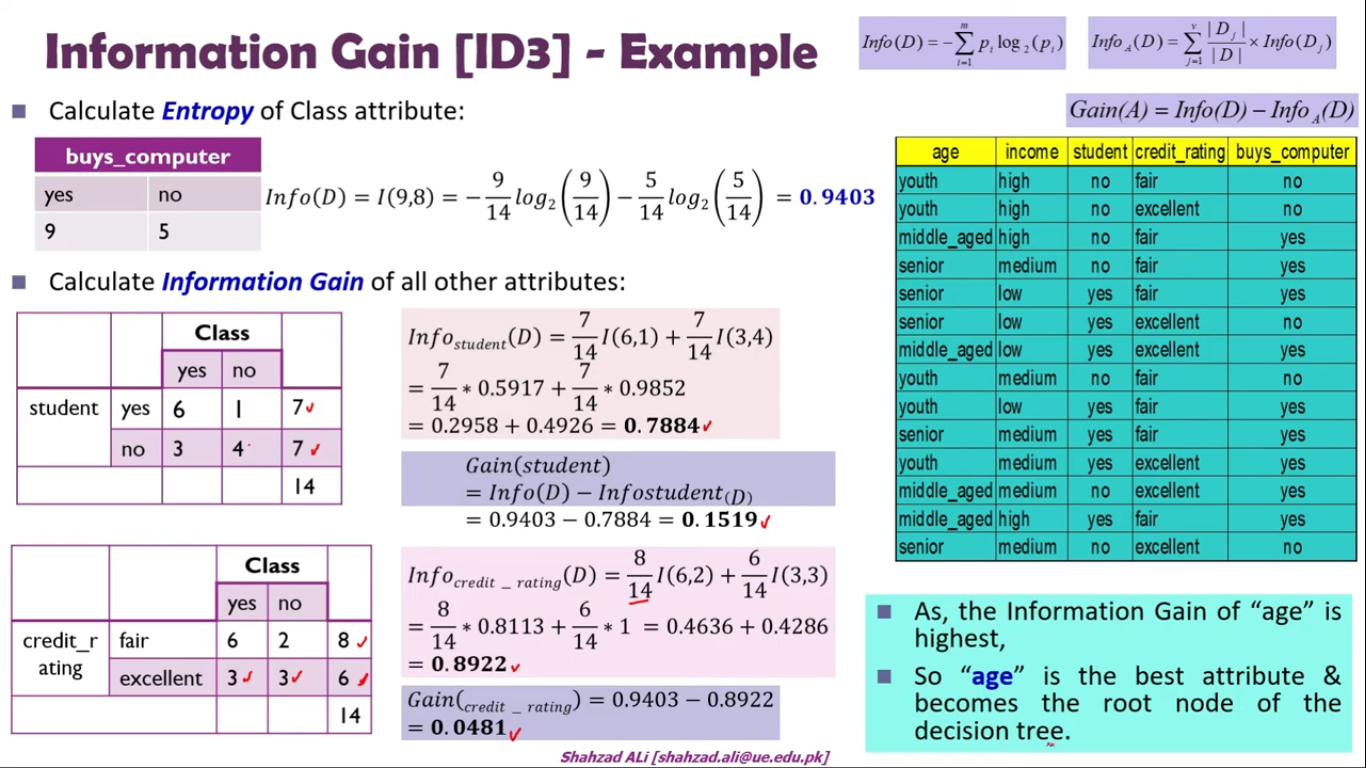 Information Gain [ID3] - Example
Info(D) = -∑_{i=1}^{m} p_i log_2(p_i)
Info_A(D) = ∑_{j=1}^{v} |D_j| / |D| × Info(D_j)
Gain(A) = Info(D) − Info_A(D)
Calculate Entropy of Class attribute:
buys_computer
yes no
9 5
Info(D) = I(9,8) = −9/14 log_2(9/14) − 5/14 log_2(5/14) = 0.9403
Calculate Information Gain of all other attributes:
Class
yes no
student yes 6 1 7
no 3 4 7
14
Info_student(D) = 7/14 I(6,1) + 7/14 I(3,4)
= 7/14 * 0.5917 + 7/14 * 0.9852
= 0.2958 + 0.4926 = 0.7884
Gain(student)
= Info(D) − Infostudent_(D)
= 0.9403 − 0.7884 = 0.1519
Class
yes no
credit_r
ating
fair 6 2 8
excellent 3 3 6
14
Info_credit _ rating(D) = 8/14 I(6,2) + 6/14 I(3,3)
= 8/14 * 0.8113 + 6/14 * 1 = 0.4636 + 0.4286
= 0.8922
Gain(credit _ rating) = 0.9403 − 0.8922
= 0.0481
age income student credit_rating buys_computer
youth high no fair no
youth high no excellent no
middle_aged high no fair yes
senior medium no fair yes
senior low yes fair yes
senior low yes excellent no
middle_aged low yes excellent yes
youth medium no fair no
youth low yes fair yes
senior medium yes fair yes
youth medium yes excellent yes
middle_aged medium no excellent yes
middle_aged high yes fair yes
senior medium no excellent no
As, the Information Gain of “age” is
highest,
So “age” is the best attribute &
becomes the root node of the
decision tree.
Shahzad ALi [shahzad.ali@ue.edu.pk]